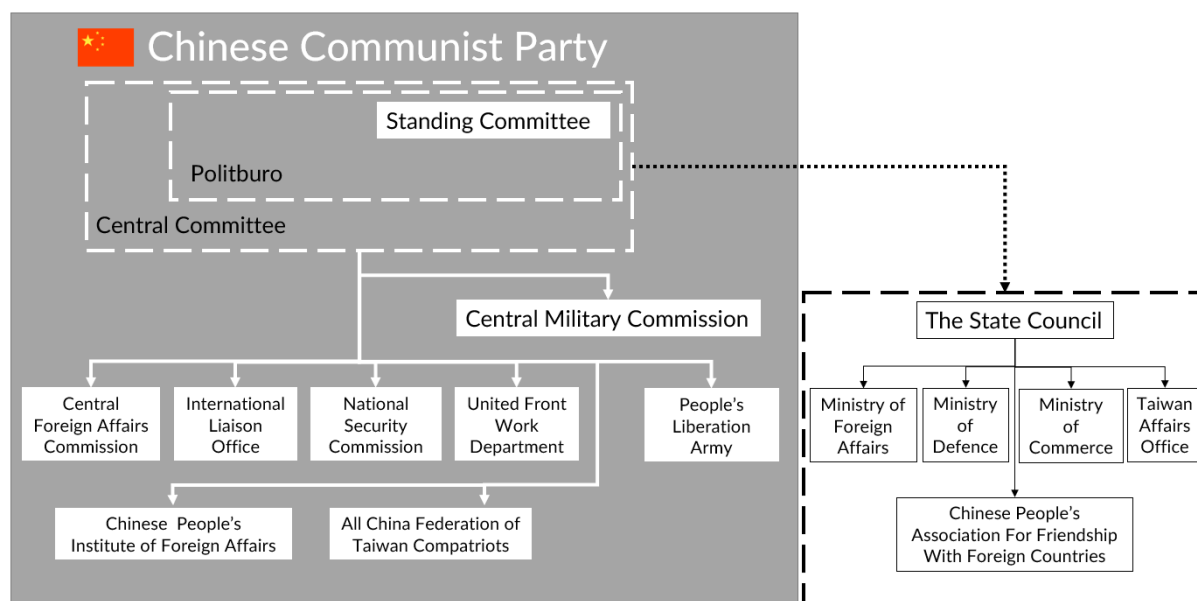 Chinese Communist Party
Standing Committee
Politburo
Central Committee
Central Military Commission
The State Council
Central
Foreign Affairs
Commission
International
Liaison
Office
National
Security
Commission
United Front
Work
Department
People’s
Liberation
Army
Ministry of
Foreign
Affairs
Ministry
of
Defence
Ministry
of
Commerce
Taiwan
Affairs
Office
Chinese  People’s
Institute of Foreign Affairs
All China Federation of
Taiwan Compatriots
Chinese People’s
Association For Friendship
With Foreign Countries